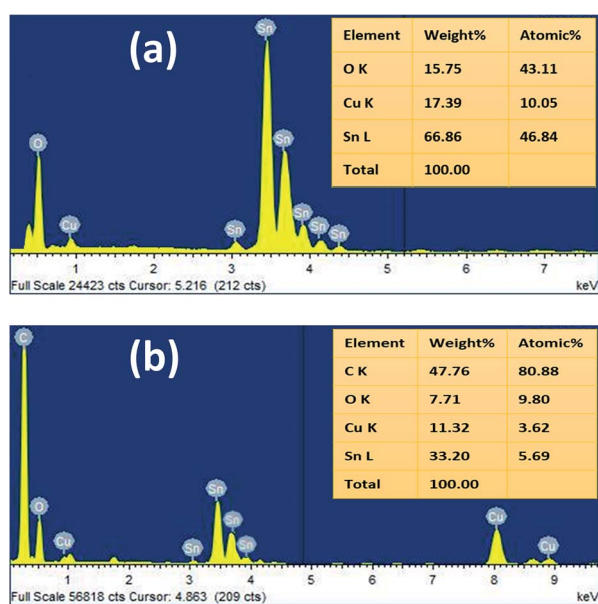 (a)
Element Weight% Atomic%
O K 15.75 43.11
Cu K 17.39 10.05
Sn L 66.86 46.84
Total 100.00
O Cu Sn Sn Sn Sn Sn Sn
1 2 3 4 5 6 7
Full Scale 24423 cts Cursor: 5.216 (212 cts) keV
(b)
Element Weight% Atomic%
C K 47.76 80.88
O K 7.71 9.80
Cu K 11.32 3.62
Sn L 33.20 5.69
Total 100.00
C O Cu Sn Sn Sn Sn Cu Cu
1 2 3 4 5 6 7 8 9
Full Scale 56818 cts Cursor: 4.863 (209 cts) keV